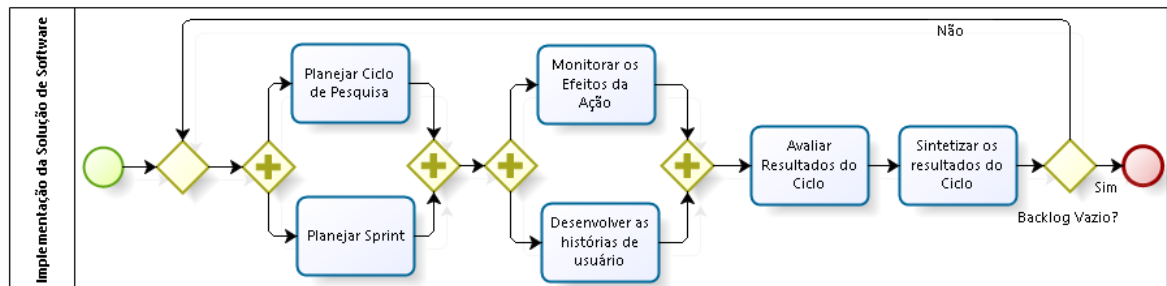 Implementação da Solução de Software
Planejar Ciclo
de Pesquisa
Planejar Sprint
Monitorar os
Efeitos da
Ação
Desenvolver as
histórias de
usuário
Avaliar
Resultados do
Ciclo
Sintetizar os
resultados do
Ciclo
Não
Sim
Backlog Vazio?